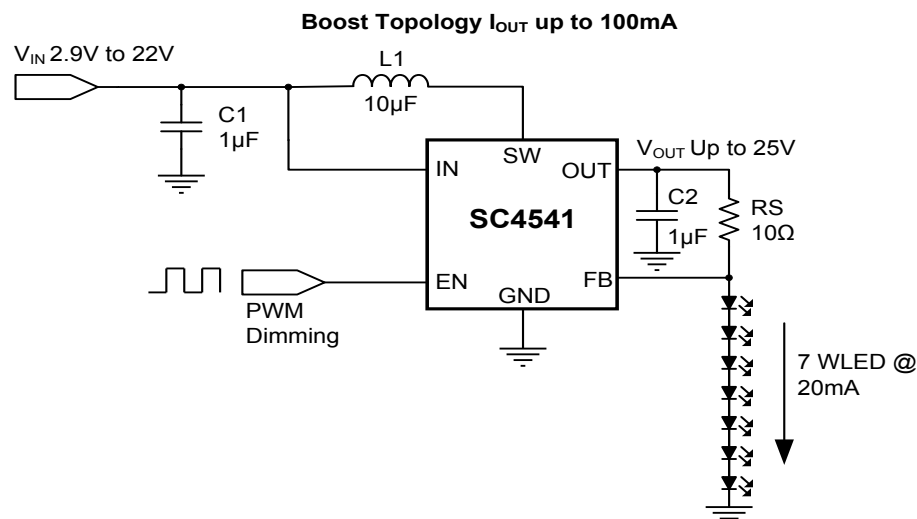 Boost Topology IOUT up to 100mA
VIN 2.9V to 22V
L1
10µF
C1
1µF
SW
IN
OUT
VOUT Up to 25V
SC4541
C2
1µF
RS
10Ω
EN
FB
GND
PWM
Dimming
7 WLED @
20mA